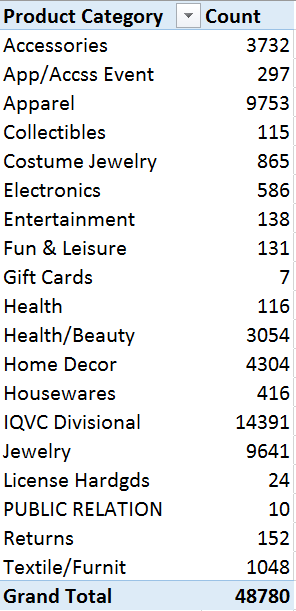 Product Category Count
Accessories 3732
App/Accss Event 297
Apparel 9753
Collectibles 115
Costume Jewelry 865
Electronics 586
Entertainment 138
Fun & Leisure 131
Gift Cards 7
Health 116
Health/Beauty 3054
Home Decor 4304
Housewares 416
IQVC Divisional 14391
Jewelry 9641
License Hardgds 24
PUBLIC RELATION 10
Returns 152
Textile/Furnit 1048
Grand Total 48780